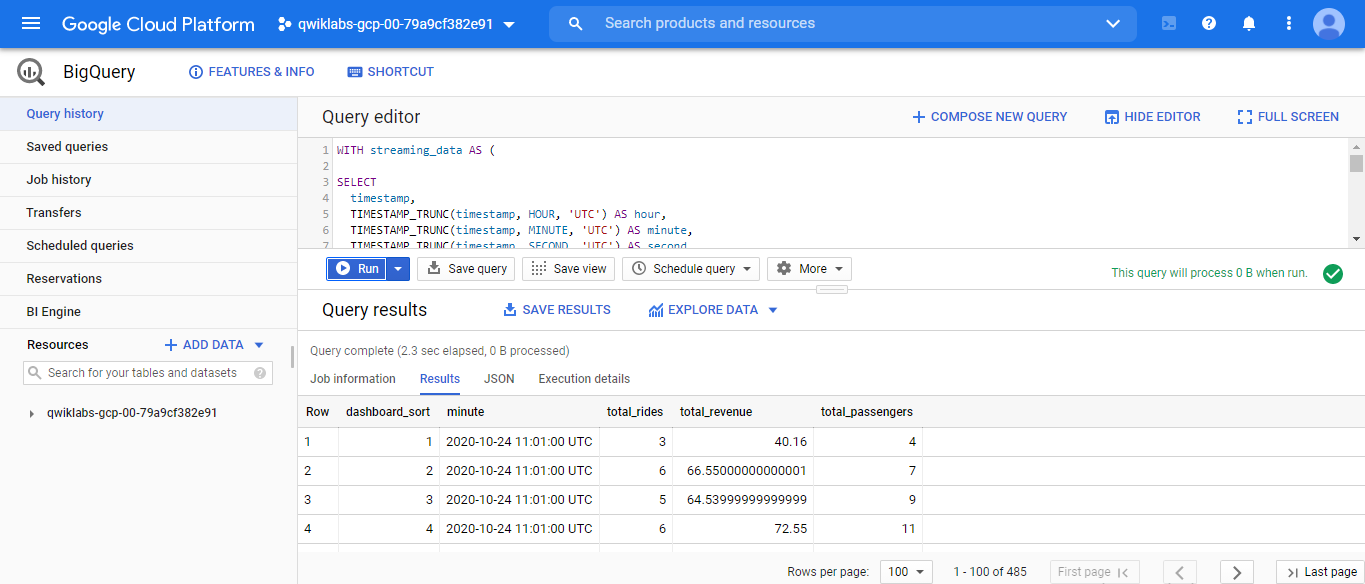 Google Cloud Platform qwiklabs-gcp-00-79a9cf382e91 Search products and resources
BigQuery FEATURES & INFO SHORTCUT
Query history
Saved queries
Job history
Transfers
Scheduled queries
Reservations
BI Engine
Resources ADD DATA
Search for your tables and datasets
qwiklabs-gcp-00-79a9cf382e91
Query editor COMPOSE NEW QUERY HIDE EDITOR FULL SCREEN
1 WITH streaming_data AS (
2
3 SELECT
4 timestamp,
5 TIMESTAMP_TRUNC(timestamp, HOUR, 'UTC') AS hour,
6 TIMESTAMP_TRUNC(timestamp, MINUTE, 'UTC') AS minute,
7 TIMESTAMP_TRUNC(timestamp, SECOND, 'UTC') AS second
Run Save query Save view Schedule query More This query will process 0 B when run.
Query results SAVE RESULTS EXPLORE DATA
Query complete (2.3 sec elapsed, 0 B processed)
Job information Results JSON Execution details
Row dashboard_sort minute total_rides total_revenue total_passengers
1 1 2020-10-24 11:01:00 UTC 3 40.16 4
2 2 2020-10-24 11:01:00 UTC 6 66.55000000000001 7
3 3 2020-10-24 11:01:00 UTC 5 64.53999999999999 9
4 4 2020-10-24 11:01:00 UTC 6 72.55 11
Rows per page: 100 1 - 100 of 485 First page Last page